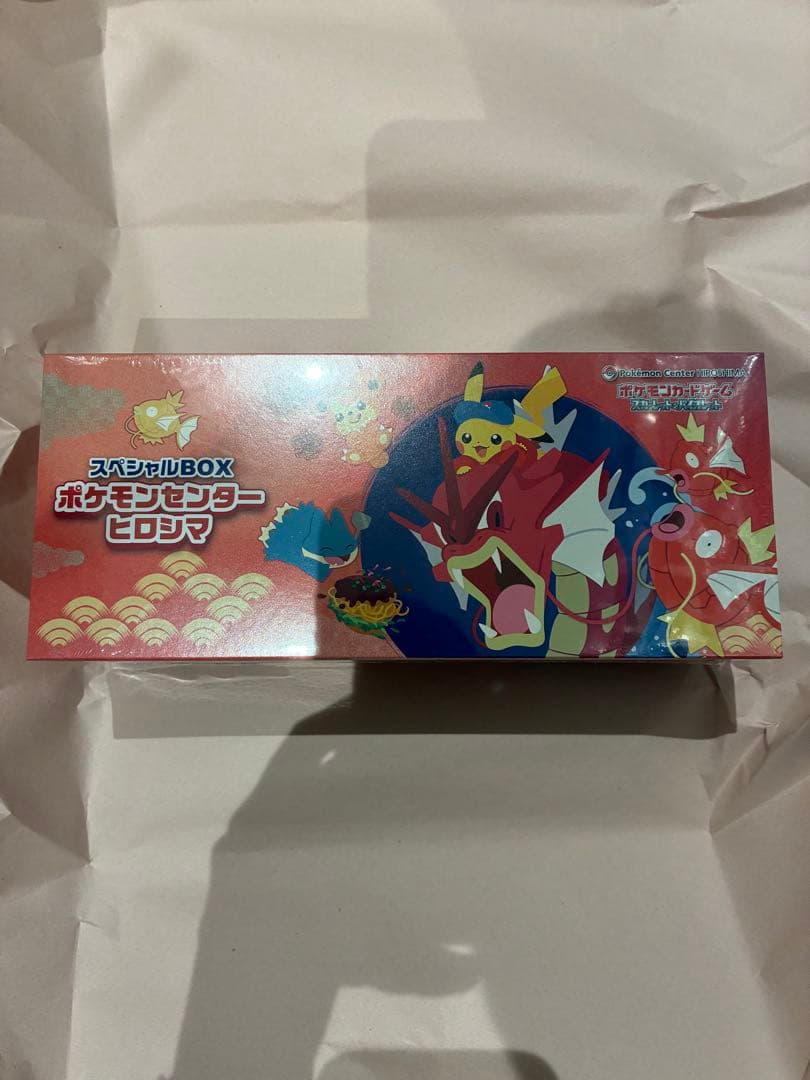 Pokémon Center HIROSHIMA
ポケモンカードゲーム
スカーレット&バイオレット
スペシャルBOX
ポケモンセンター
ヒロシマ